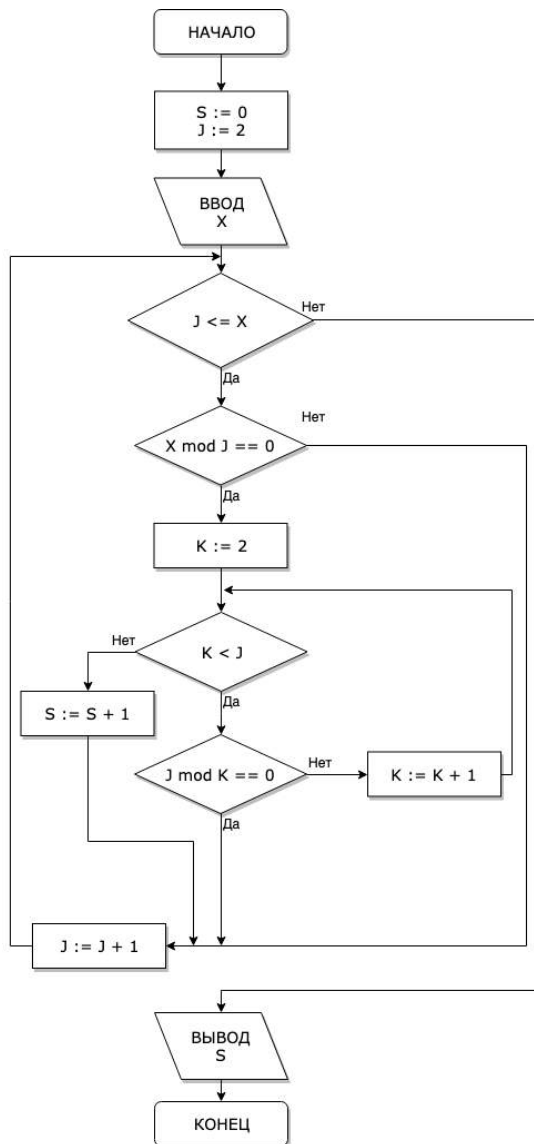 НАЧАЛО
S := 0
J := 2
ВВОД
X
J <= X
Нет
Да
Нет
X mod J == 0
Да
K := 2
Нет
K < J
Да
S := S + 1
J mod K == 0
Нет
K := K + 1
Да
J := J + 1
ВЫВОД
S
КОНЕЦ